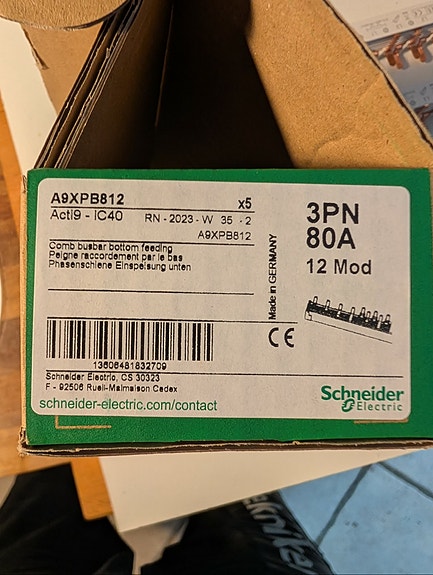 A9XPB812 x5
Acti9 - iC40 RN - 2023 - W 35 - 2
A9XPB812
Comb busbar bottom feeding
Peigne raccordement par le bas
Phasenschiene Einspeisung unten
Made in GERMANY
3PN
80A
12 Mod
CE
13606481832709
Schneider Electric, CS 30323
F - 92506 Rueil-Malmaison Cedex
schneider-electric.com/contact
Schneider
Electric